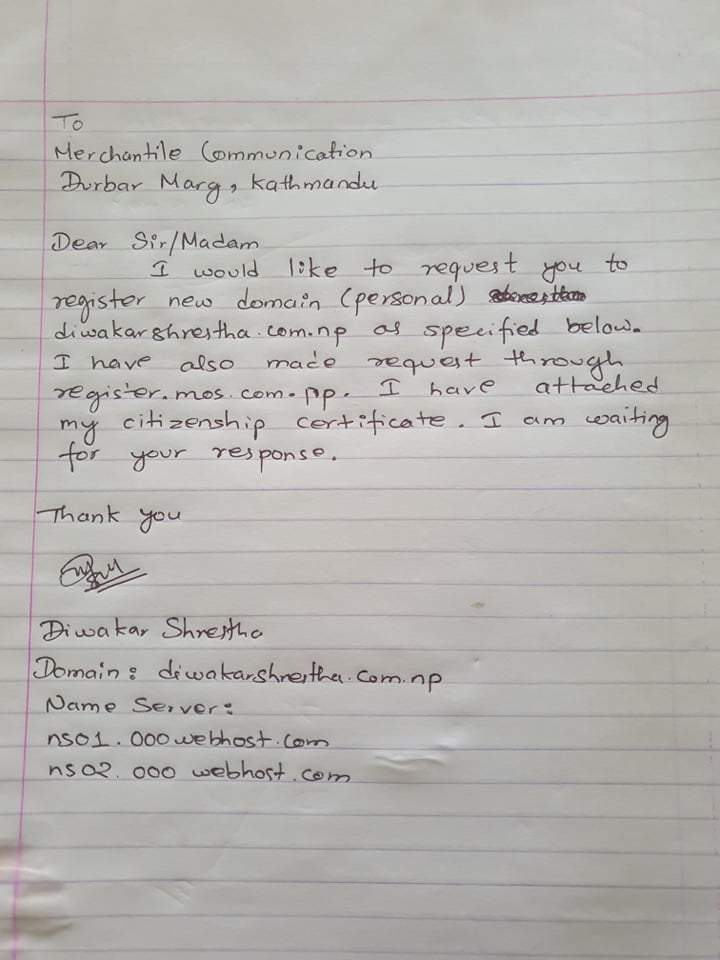 To
Merchantile Communication
Durbar Marg, Kathmandu
Dear Sir/Madam
I would like to request you to
register new domain (personal)
diwakarshrestha.com.np as specified below.
I have also made request through
register.mos.com.np. I have attached
my citizenship certificate. I am waiting
for your response.
Thank you
Diwakar Shrestha
Domain: diwakarshrestha.com.np
Name Server:
ns01.000webhost.com
ns02.000 webhost.com